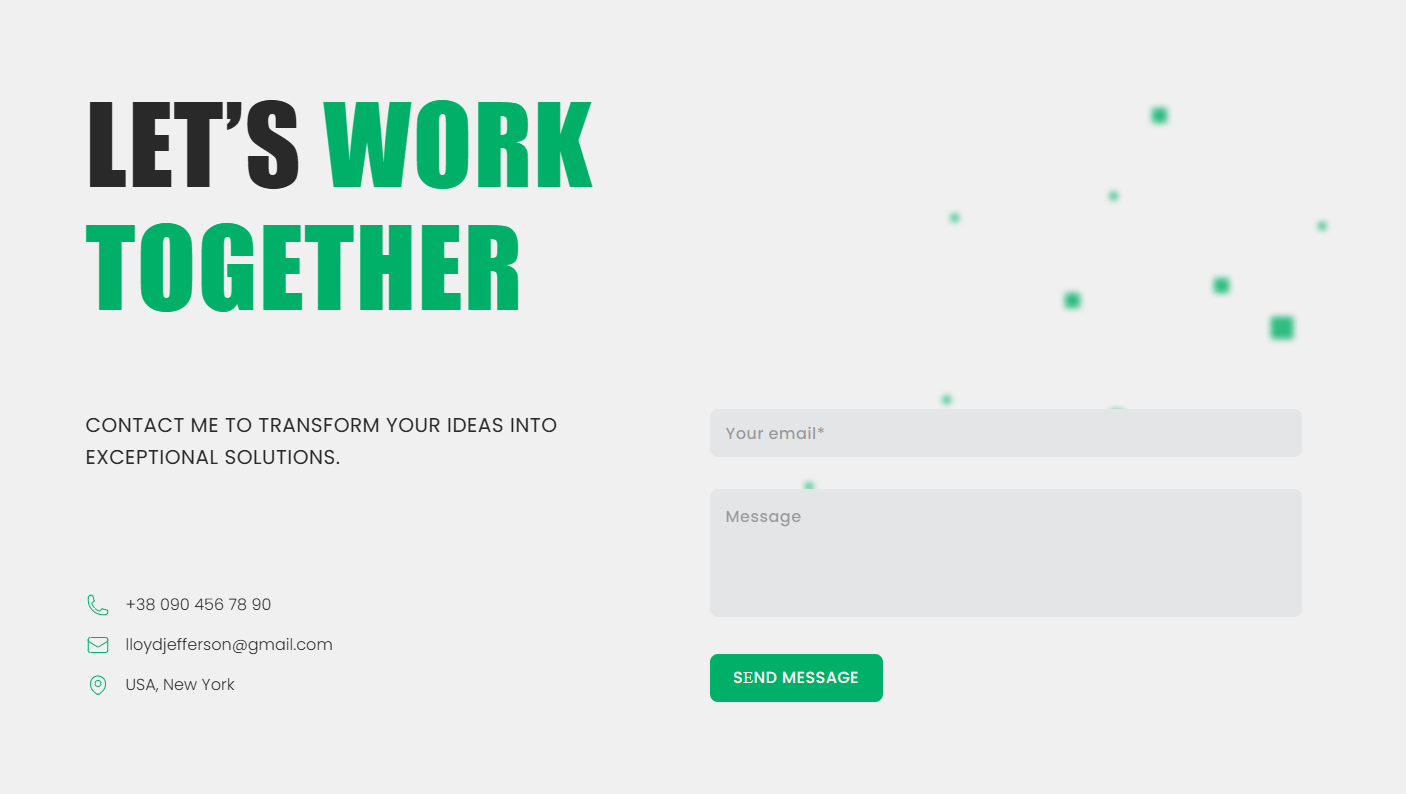 LET’S WORK
TOGETHER
CONTACT ME TO TRANSFORM YOUR IDEAS INTO
EXCEPTIONAL SOLUTIONS.
Your email*
Message
+38 090 456 78 90
lloydjefferson@gmail.com
USA, New York
SЕND MESSAGE